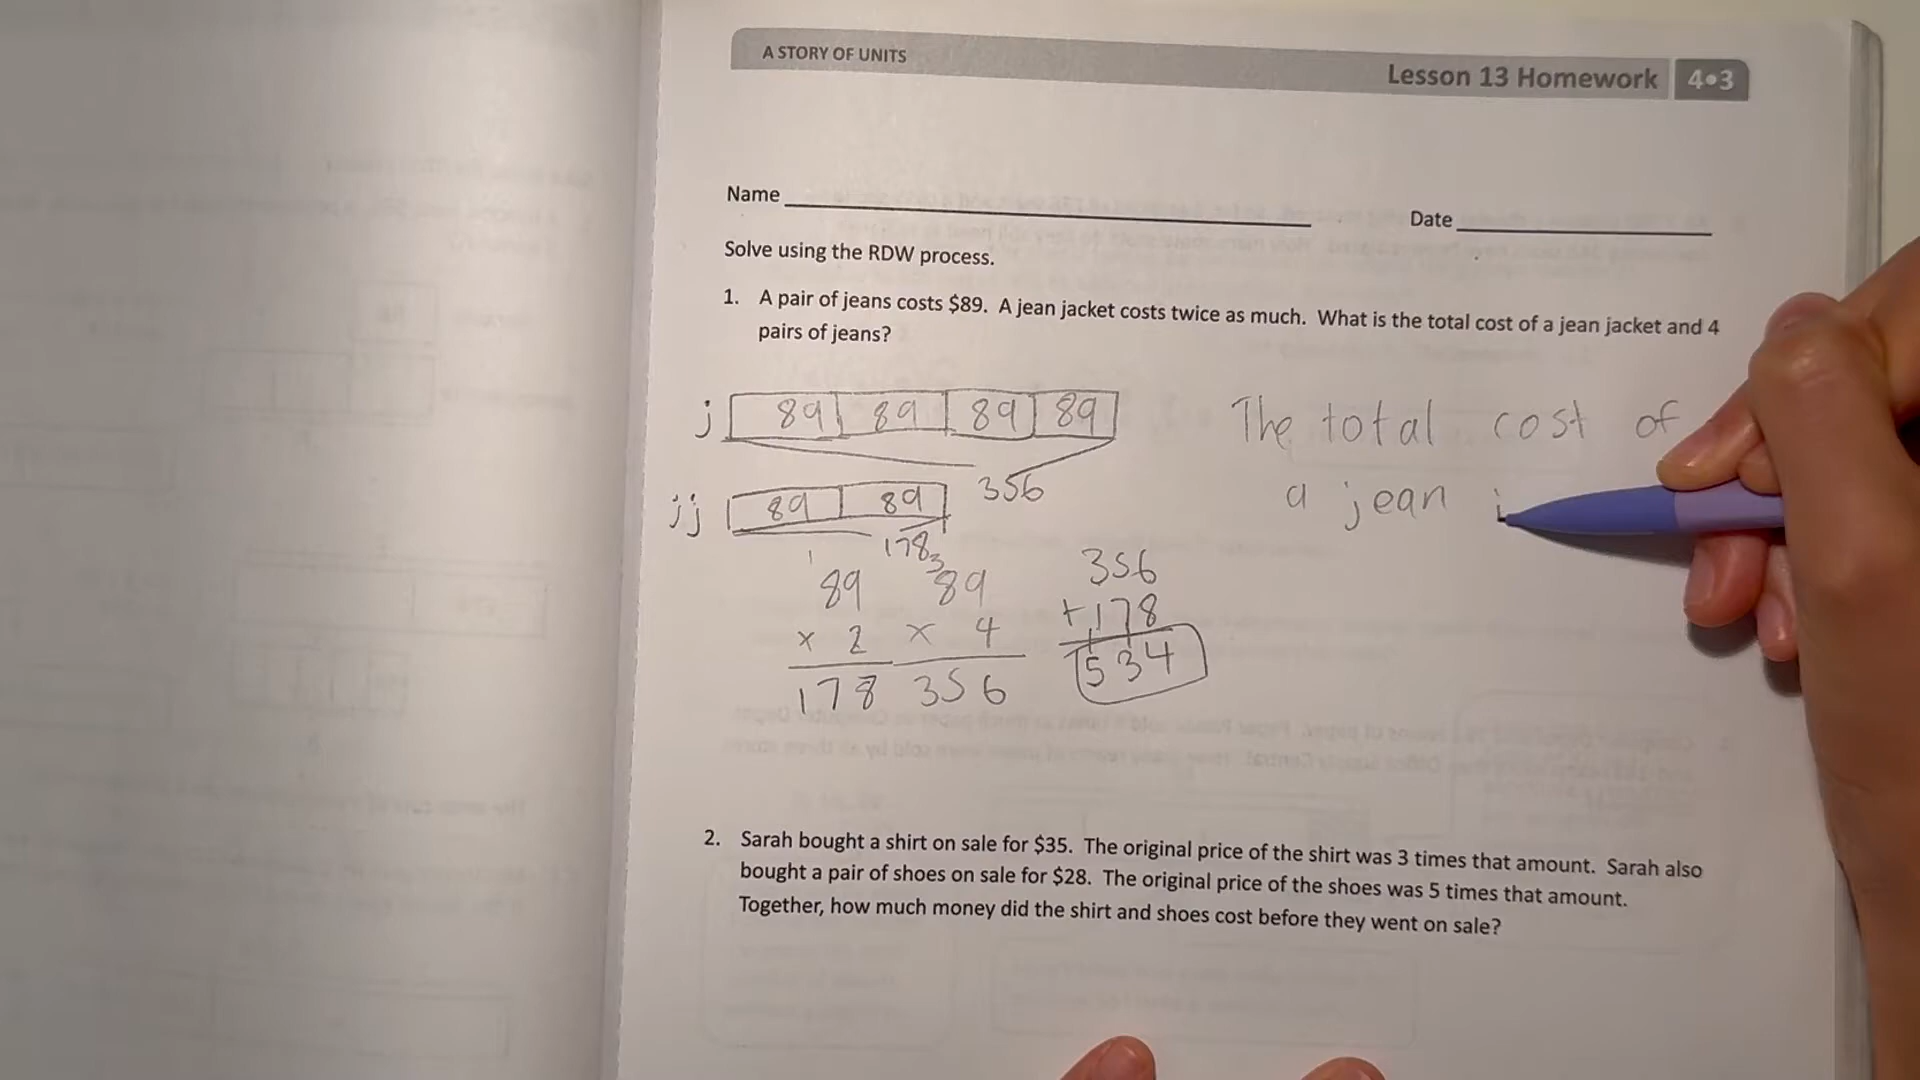 A STORY OF UNITS
Lesson 13 Homework 4•3
Name
Date
Solve using the RDW process.
1. A pair of jeans costs $89. A jean jacket costs twice as much. What is the total cost of a jean jacket and 4
pairs of jeans?
j 89 89 89 89
356
jj 89 89
178
The total cost of
a jean
1 3
89 89
x 2 x 4
178 356
356
+178
534
2. Sarah bought a shirt on sale for $35. The original price of the shirt was 3 times that amount. Sarah also
bought a pair of shoes on sale for $28. The original price of the shoes was 5 times that amount.
Together, how much money did the shirt and shoes cost before they went on sale?